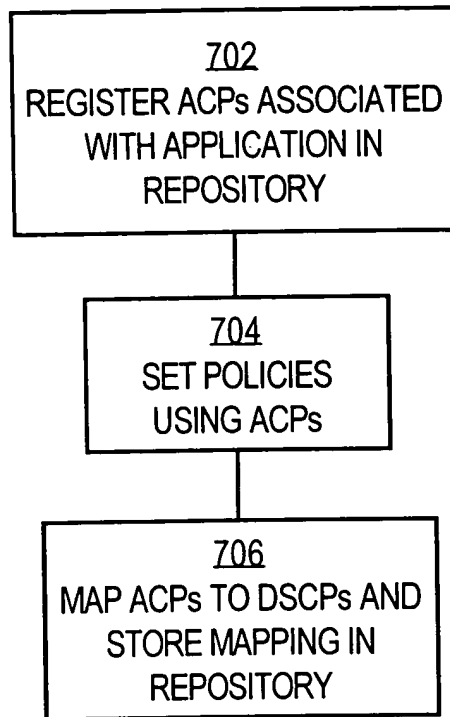 702
REGISTER ACPs ASSOCIATED
WITH APPLICATION IN
REPOSITORY
704
SET POLICIES
USING ACPs
706
MAP ACPs TO DSCPs AND
STORE MAPPING IN
REPOSITORY